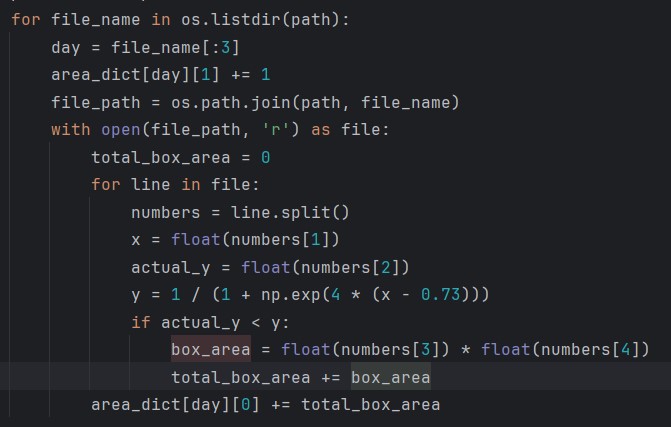 for file_name in os.listdir(path):
    day = file_name[:3]
    area_dict[day][1] += 1
    file_path = os.path.join(path, file_name)
    with open(file_path, 'r') as file:
        total_box_area = 0
        for line in file:
            numbers = line.split()
            x = float(numbers[1])
            actual_y = float(numbers[2])
            y = 1 / (1 + np.exp(4 * (x - 0.73)))
            if actual_y < y:
                box_area = float(numbers[3]) * float(numbers[4])
                total_box_area += box_area
        area_dict[day][0] += total_box_area